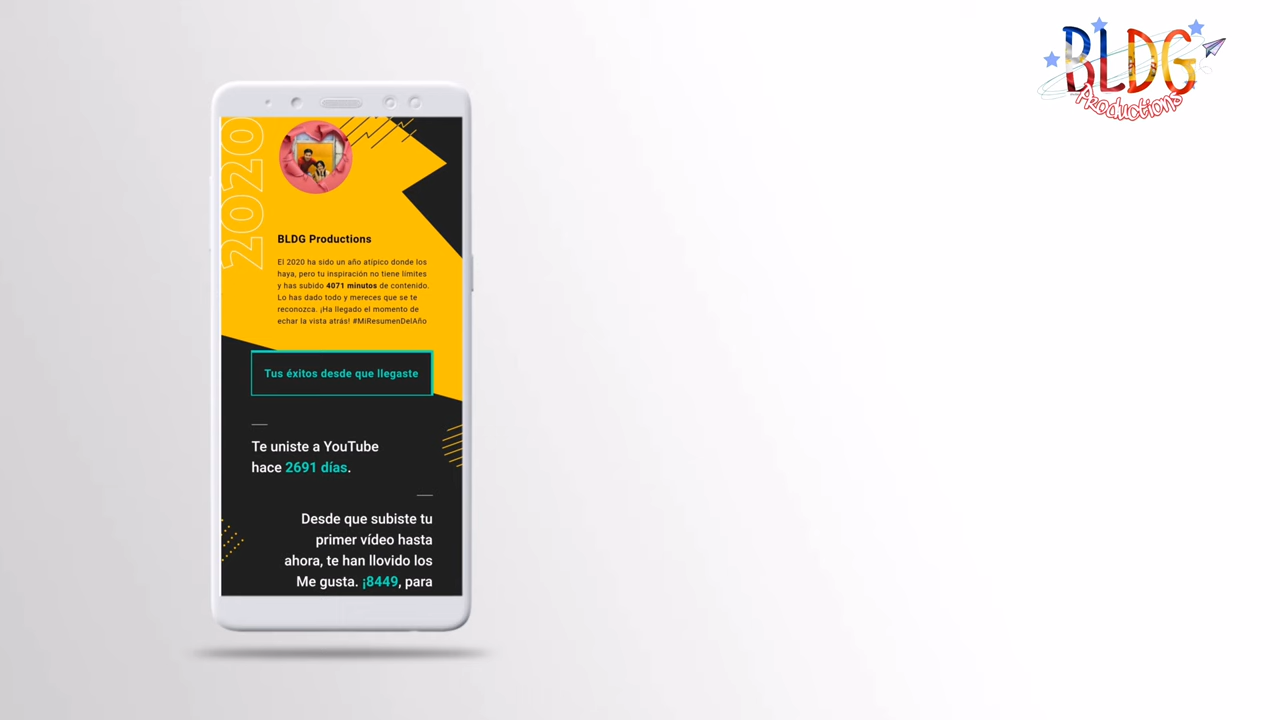 BLDG
Productions
2020
BLDG Productions
El 2020 ha sido un año atípico donde los
haya, pero tu inspiración no tiene límites
y has subido 4071 minutos de contenido.
Lo has dado todo y mereces que se te
reconozca. ¡Ha llegado el momento de
echar la vista atrás! #MiResumenDelAño
Tus éxitos desde que llegaste
Te uniste a YouTube
hace 2691 días.
Desde que subiste tu
primer vídeo hasta
ahora, te han llovido los
Me gusta. ¡8449, para